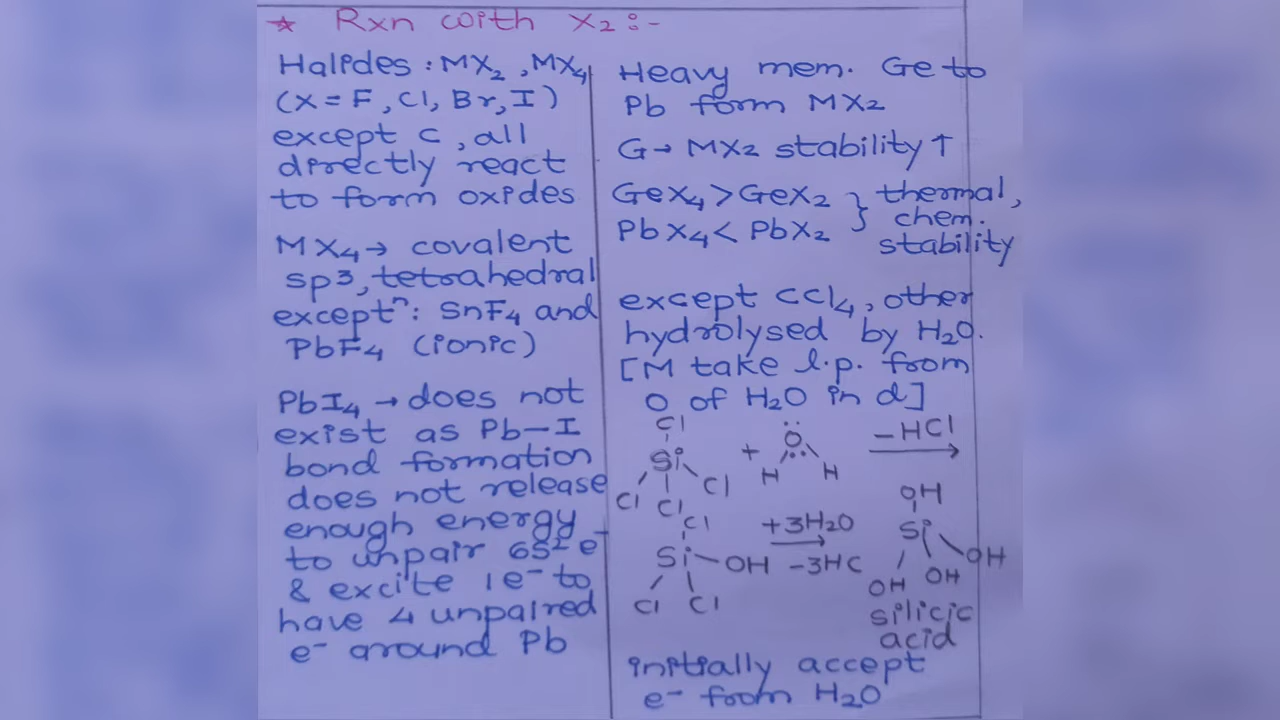 * Rxn with X₂ :-
Halides : MX₂ , MX₄
(X = F , Cl , Br , I )
except C , all
directly react
to form oxides
MX₄ → covalent
sp³, tetrahedral
exceptⁿ : SnF₄ and
PbF₄ (ionic)
PbI₄ → does not
exist as Pb - I
bond formation
does not release
enough energy
to unpair 6s² e⁻
& excite 1e⁻ to
have 4 unpaired
e⁻ around Pb
Heavy mem. Ge to
Pb form MX₂
G → MX₂ stability ↑
GeX₄ > GeX₂ } thermal,
chem.
PbX₄ < PbX₂
stability
except CCl₄, other
hydrolysed by H₂O.
[M take l.p. from
O of H₂O in d]
Cl
Si + O -HCl
H H
Cl Cl Cl
OH
Cl +3H₂O Si
Si - OH -3HC OH
Cl Cl OH OH
silicic
acid
initially accept
e⁻ from H₂O